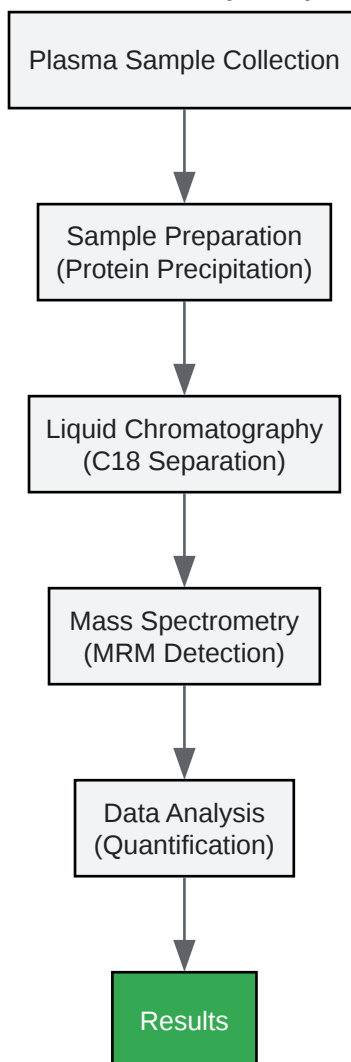 Plasma Sample Collection
Sample Preparation
(Protein Precipitation)
Liquid Chromatography
(C18 Separation)
Mass Spectrometry
(MRM Detection)
Data Analysis
(Quantification)
Results